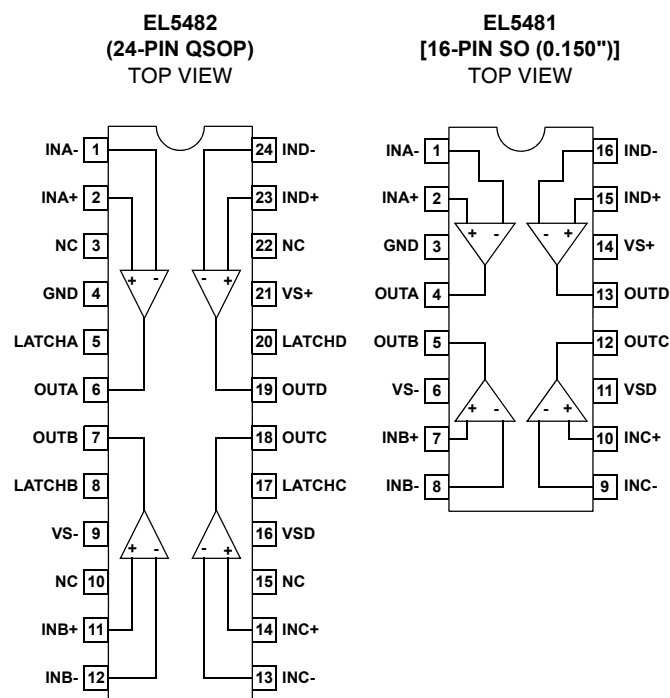 EL5482
(24-PIN QSOP)
TOP VIEW
INA- 1
24 IND-
INA+ 2
23 IND+
NC 3
22 NC
+ -
- +
GND 4
21 VS+
LATCHA 5
20 LATCHD
OUTA 6
19 OUTD
OUTB 7
18 OUTC
LATCHB 8
17 LATCHC
VS- 9
16 VSD
+ -
- +
NC 10
15 NC
INB+ 11
14 INC+
INB- 12
13 INC-
EL5481
[16-PIN SO (0.150")]
TOP VIEW
INA- 1
16 IND-
INA+ 2
15 IND+
+ -
- +
GND 3
14 VS+
OUTA 4
13 OUTD
OUTB 5
12 OUTC
VS- 6
11 VSD
+ -
- +
INB+ 7
10 INC+
INB- 8
9 INC-